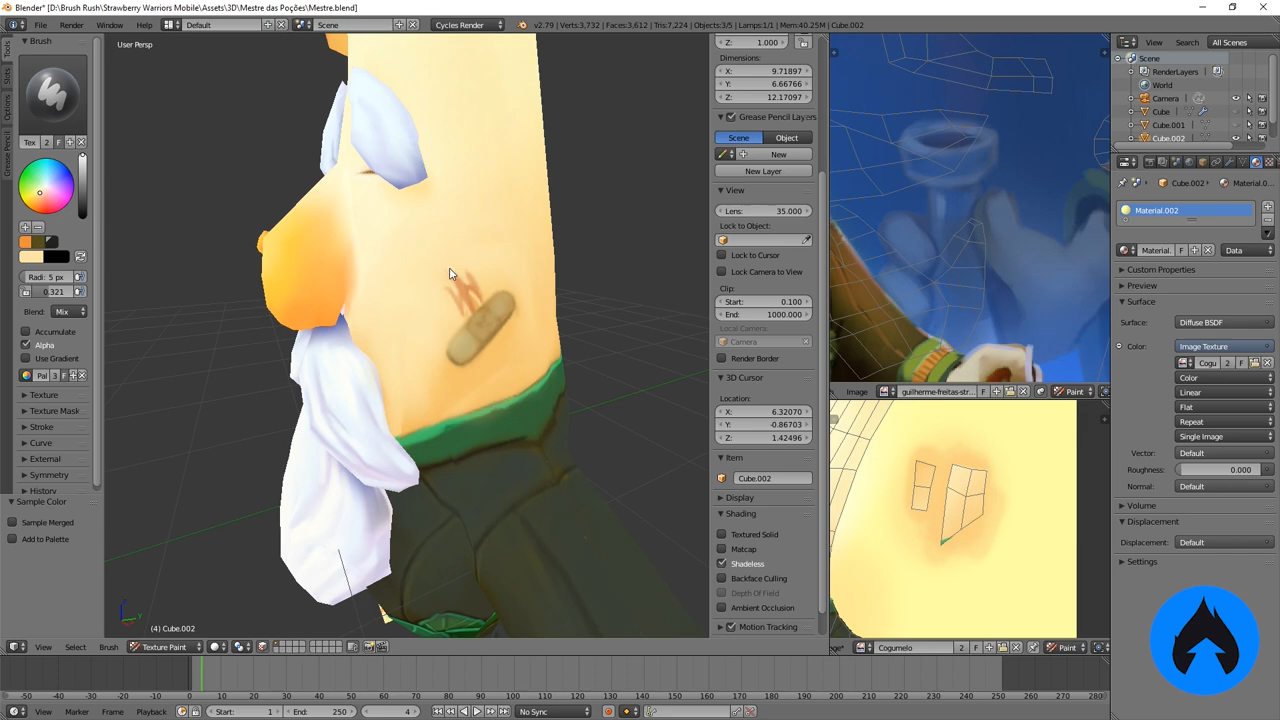 Blender* [D:\Brush Rush\Strawberry Warriors Mobile\Assets\3D\Mestre das Poções\Mestre.blend]
File Render Window Help Default Scene Cycles Render v2.79 | Verts:3,732 | Faces:3,612 | Tris:7,224 | Objects:3/5 | Lamps:1/1 | Mem:40.25M | Cube.002
Tools
Slots
Options
Grease Pencil
Brush
Tex 2 F
Radi: 5 px
0.321
Blend: Mix
Accumulate
Alpha
Use Gradient
Pal 3 F
Texture
Texture Mask
Stroke
Curve
External
Symmetry
History
Sample Color
Sample Merged
Add to Palette
User Persp
(4) Cube.002
View Select Brush Texture Paint
Z: 1.000
Dimensions:
X: 9.71897
Y: 6.66766
Z: 12.17097
Grease Pencil Layers
Scene Object
New
New Layer
View
Lens: 35.000
Lock to Object:
Lock to Cursor
Lock Camera to View
Clip:
Start: 0.100
End: 1000.000
Local Camera:
Camera
Render Border
3D Cursor
Location:
X: 6.32070
Y: -0.86703
Z: 1.42496
Item
Cube.002
Display
Shading
Textured Solid
Matcap
Shadeless
Backface Culling
Depth Of Field
Ambient Occlusion
Motion Tracking
Image guilherme-freitas-str... F Paint
ge* Cogumelo 2 F Paint
View Search All Scenes
Scene
RenderLayers
World
Camera
Cube
Cube.001
Cube.002
Cube.002 Material.0...
Material.002
Material. F Data
Custom Properties
Preview
Surface
Surface: Diffuse BSDF
Color: Image Texture
Cogu 2 F
Color
Linear
Flat
Repeat
Single Image
Vector: Default
Roughness: 0.000
Normal: Default
Volume
Displacement
Displacement: Default
Settings
-50 -40 -30 -20 -10 0 10 20 30 40 50 60 70 80 90 100 110 120 130 140 150 160 170 180 190 200 210 220 230 240 250 260 270 280
View Marker Frame Playback Start: 1 End: 250 4 No Sync